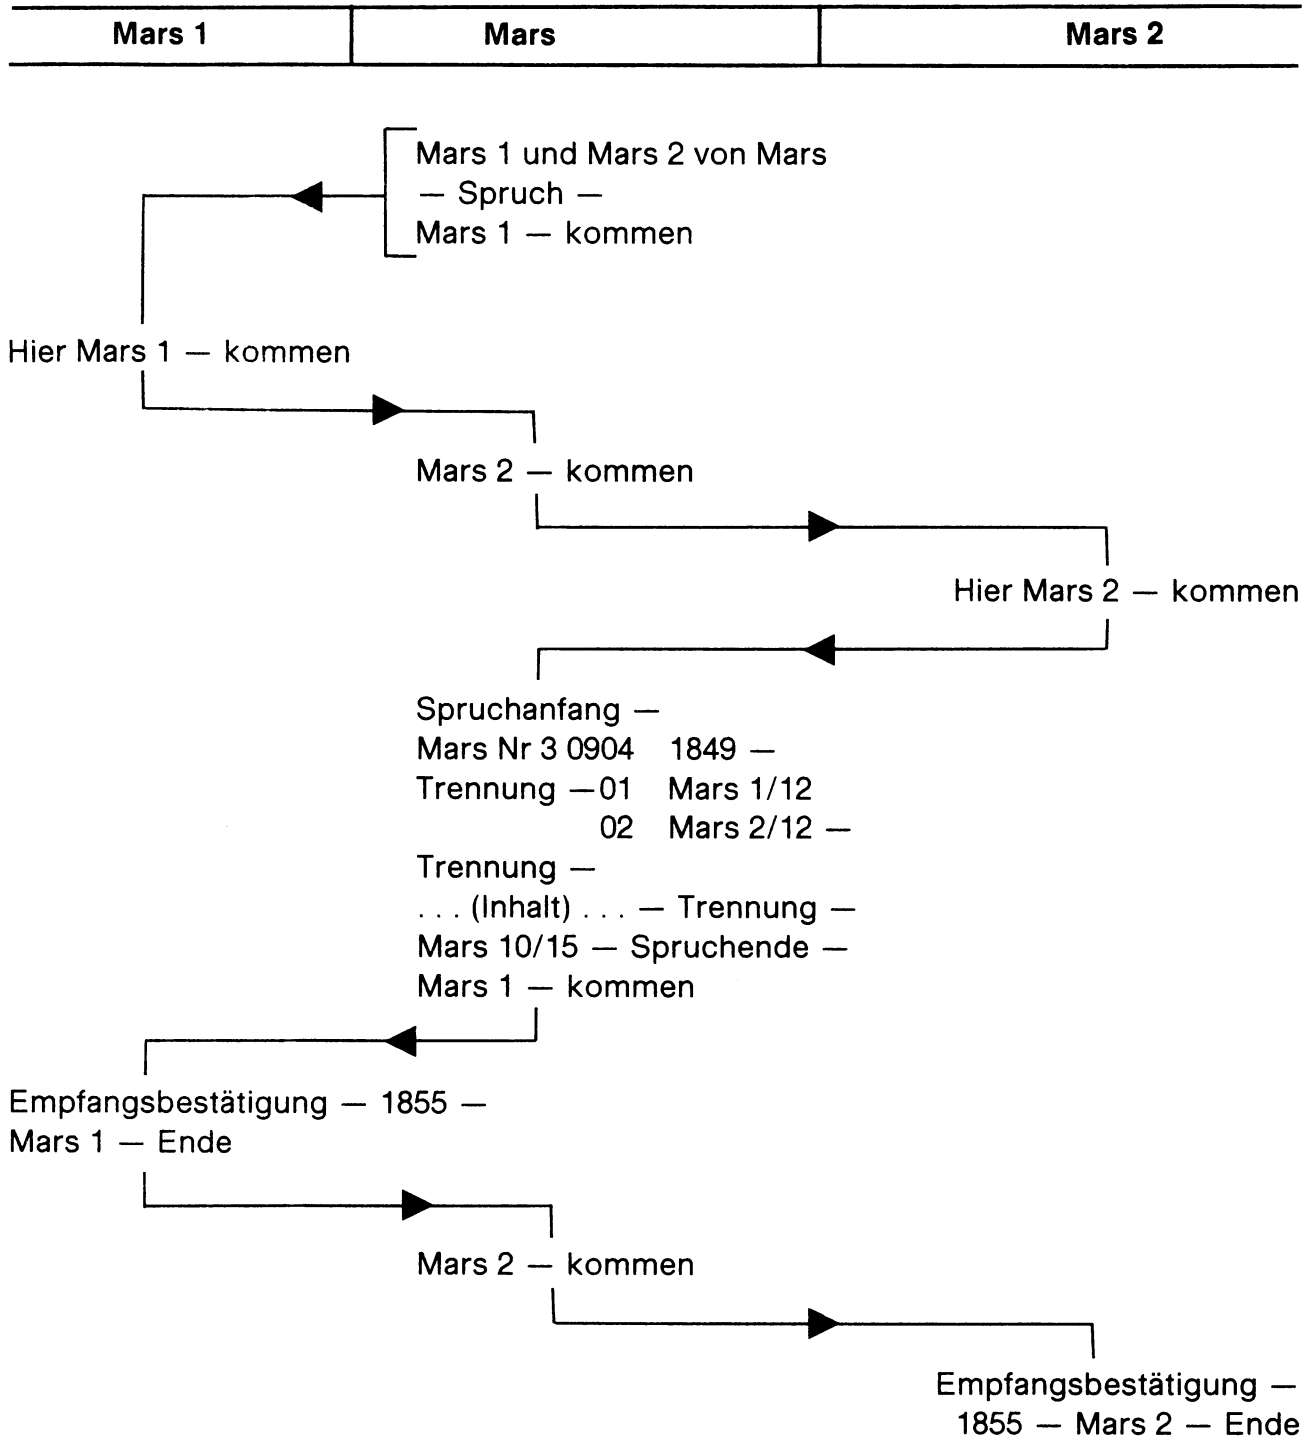 Mars 1 Mars Mars 2
Mars 1 und Mars 2 von Mars
— Spruch —
Mars 1 — kommen
Hier Mars 1 — kommen
Mars 2 — kommen
Hier Mars 2 — kommen
Spruchanfang —
Mars Nr 3 0904 1849 —
Trennung —01 Mars 1/12
02 Mars 2/12 —
Trennung —
. . . (Inhalt) . . . — Trennung —
Mars 10/15 — Spruchende —
Mars 1 — kommen
Empfangsbestätigung — 1855 —
Mars 1 — Ende
Mars 2 — kommen
Empfangsbestätigung —
1855 — Mars 2 — Ende